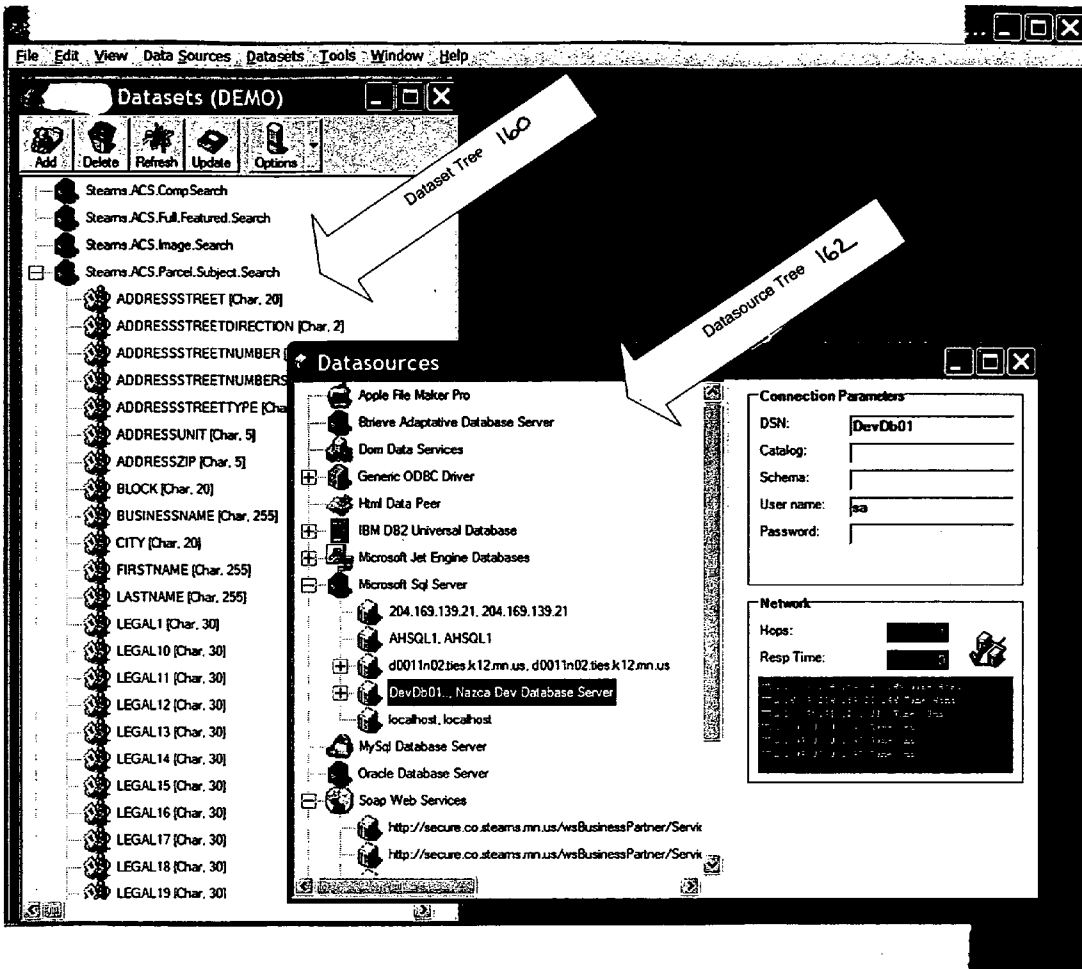 ...
File Edit View Data Sources Datasets Tools Window Help
Datasets (DEMO)
Add Delete Refresh Update Options
Stearns.ACS.Comp.Search
Stearns.ACS.Full.Featured.Search
Stearns.ACS.Image.Search
Stearns.ACS.Parcel.Subject.Search
ADDRESSSTREET [Char, 20]
ADDRESSSTREETDIRECTION [Char, 2]
ADDRESSSTREETNUMBER [
ADDRESSSTREETNUMBERS
ADDRESSSTREETTYPE [Cha
ADDRESSUNIT [Char, 5]
ADDRESSZIP [Char, 5]
BLOCK [Char, 20]
BUSINESSNAME [Char, 255]
CITY [Char, 20]
FIRSTNAME [Char, 255]
LASTNAME [Char, 255]
LEGAL1 [Char, 30]
LEGAL10 [Char, 30]
LEGAL11 [Char, 30]
LEGAL12 [Char, 30]
LEGAL13 [Char, 30]
LEGAL14 [Char, 30]
LEGAL15 [Char, 30]
LEGAL16 [Char, 30]
LEGAL17 [Char, 30]
LEGAL18 [Char, 30]
LEGAL19 [Char, 30]
Dataset Tree 160
Datasource Tree 162
Datasources
Apple File Maker Pro
Btrieve Adaptative Database Server
Dom Data Services
Generic ODBC Driver
Html Data Peer
IBM DB2 Universal Database
Microsoft Jet Engine Databases
Microsoft Sql Server
204.169.139.21, 204.169.139.21
AHSQL1, AHSQL1
d0011n02.ties.k12.mn.us, d0011n02.ties.k12.mn.us
DevDb01.., Nazca Dev Database Server
localhost, localhost
MySql Database Server
Oracle Database Server
Soap Web Services
http://secure.co.stearns.mn.us/wsBusinessPartner/Servic
http://secure.co.stearns.mn.us/wsBusinessPartner/Servic
Connection Parameters
DSN: DevDb01
Catalog:
Schema:
User name: sa
Password:
Network
Hops:
Resp Time: 5